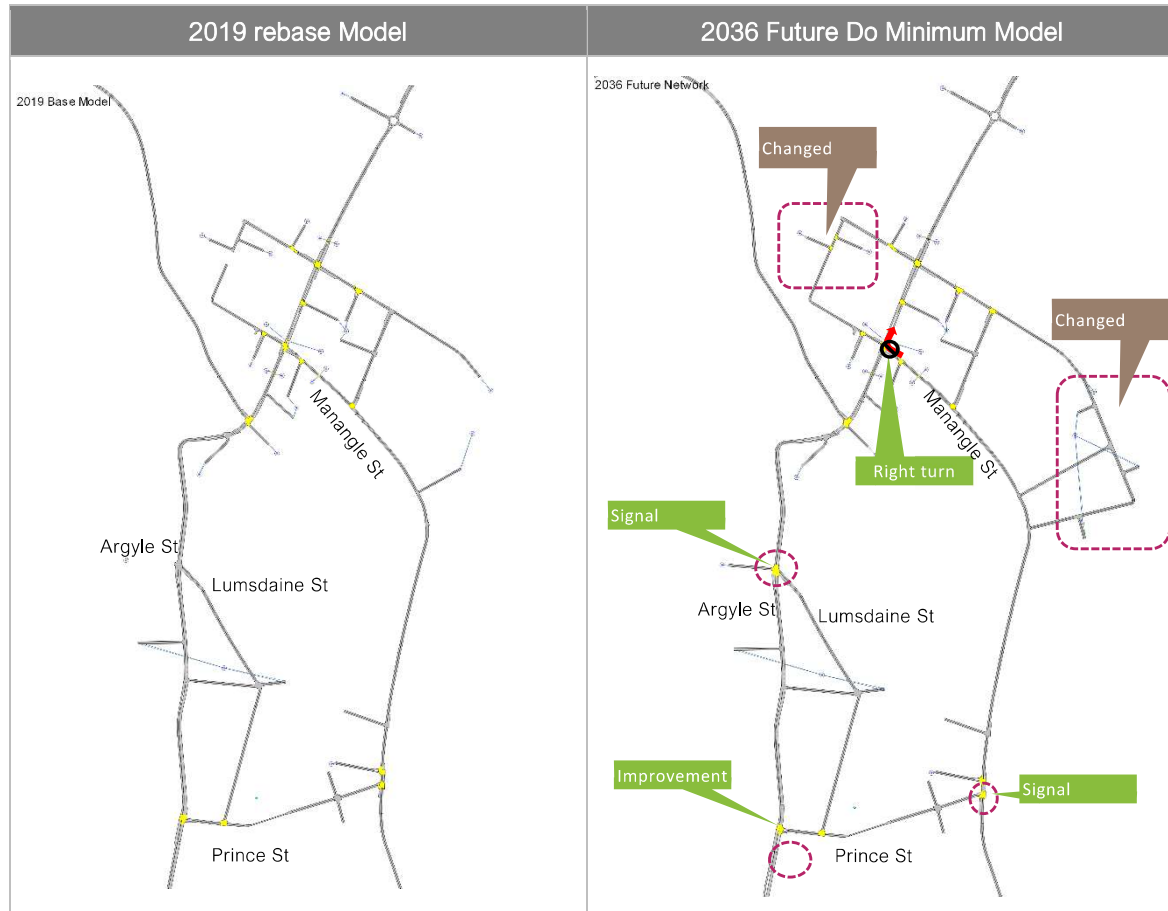 2019 rebase Model
2036 Future Do Minimum Model
2019 Base Model
Manangle St
Argyle St
Lumsdaine St
Prince St
2036 Future Network
Changed
Changed
Manangle St
Right turn
Signal
Argyle St
Lumsdaine St
Improvement
Signal
Prince St